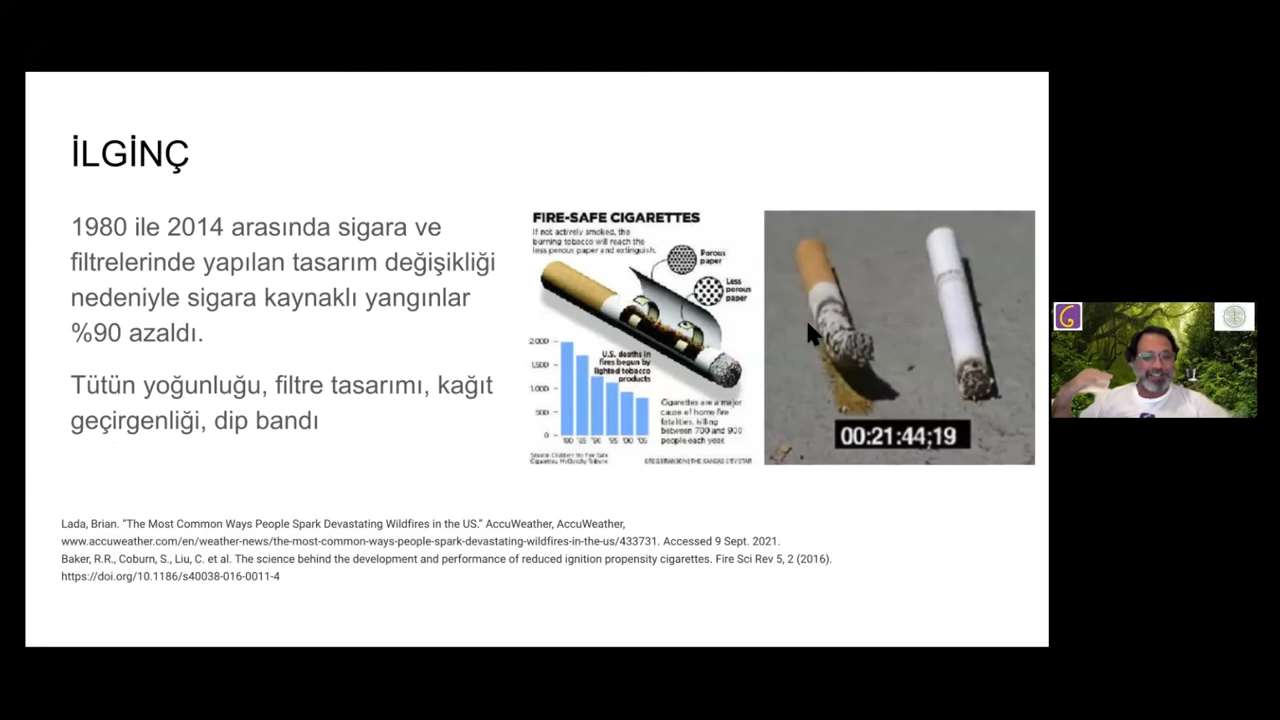 İLGİNÇ
1980 ile 2014 arasında sigara ve
filtrelerinde yapılan tasarım değişikliği
nedeniyle sigara kaynaklı yangınlar
%90 azaldı.
Tütün yoğunluğu, filtre tasarımı, kağıt
geçirgenliği, dip bandı
FIRE-SAFE CIGARETTES
If not actively smoked, the
burning tobacco will reach the
less porous paper and extinguish.
Porous
paper
Less
porous
paper
2,000
1,500
1,000
500
0
U.S. deaths in
fires begun by
lighted tobacco
products
'80 '85 '90 '95 '00 '05
Cigarettes are a major
cause of home fire
fatalities, killing
between 700 and 900
people each year.
00:21:44;19
Lada, Brian. “The Most Common Ways People Spark Devastating Wildfires in the US.” AccuWeather, AccuWeather,
www.accuweather.com/en/weather-news/the-most-common-ways-people-spark-devastating-wildfires-in-the-us/433731. Accessed 9 Sept. 2021.
Baker, R.R., Coburn, S., Liu, C. et al. The science behind the development and performance of reduced ignition propensity cigarettes. Fire Sci Rev 5, 2 (2016).
https://doi.org/10.1186/s40038-016-0011-4